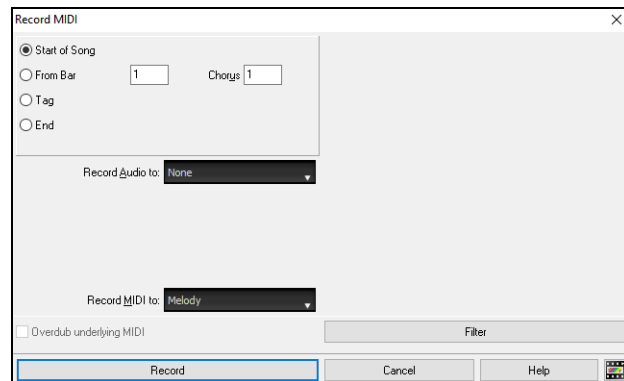 Record MIDI
Start of Song
From Bar 1 Chorus 1
Tag
End
Record Audio to: None
Record MIDI to: Melody
Overdub underlying MIDI
Filter
Record Cancel Help